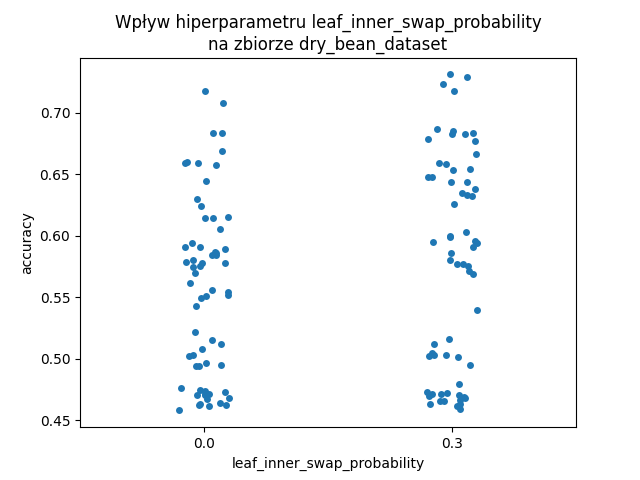 Wpływ hiperparametru leaf_inner_swap_probability
na zbiorze dry_bean_dataset
0.70
0.65
0.60
0.55
0.50
0.45
accuracy
0.0
0.3
leaf_inner_swap_probability